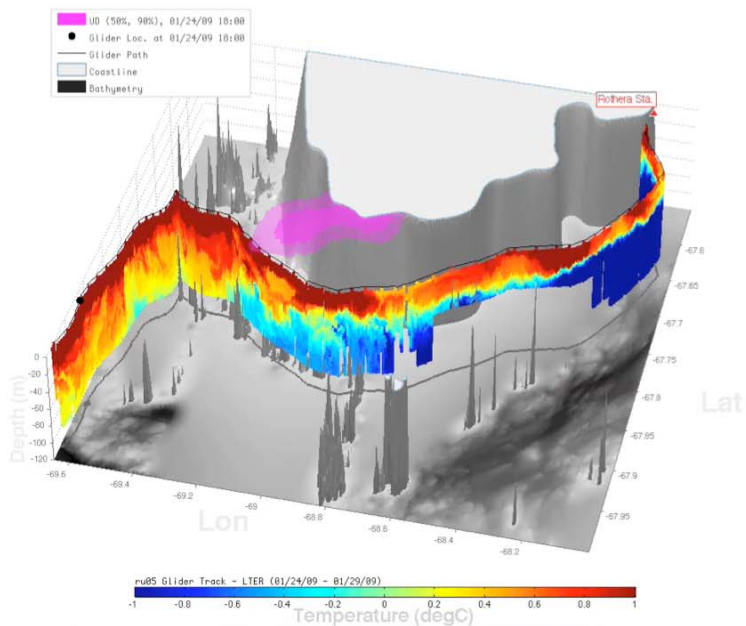 UD (50%, 90%), 01/24/09 18:00
Glider Loc. at 01/24/09 18:00
Glider Path
Coastline
Bathymetry
Rothera Sta.
-67.6
-67.65
-67.7
-67.75
-67.8
-67.85
-67.9
-67.95
Lat
0
-20
-40
-60
-80
-100
-120
Depth (m)
-69.6
-69.4
-69.2
-69
-68.8
-68.6
-68.4
-68.2
Lon
ru05 Glider Track - LTER (01/24/09 - 01/29/09)
-1 -0.8 -0.6 -0.4 -0.2 0 0.2 0.4 0.6 0.8 1
Temperature (degC)